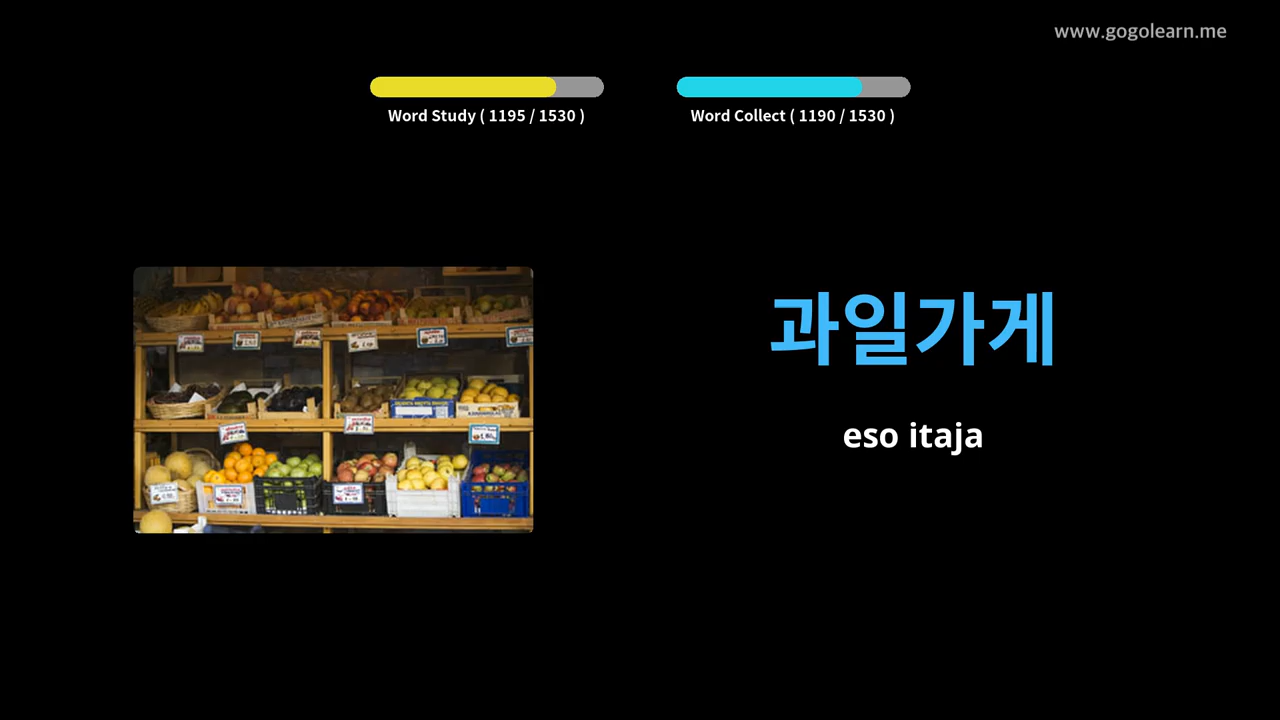 www.gogolearn.me
Word Study ( 1195 / 1530 )
Word Collect ( 1190 / 1530 )
과일가게
eso itaja